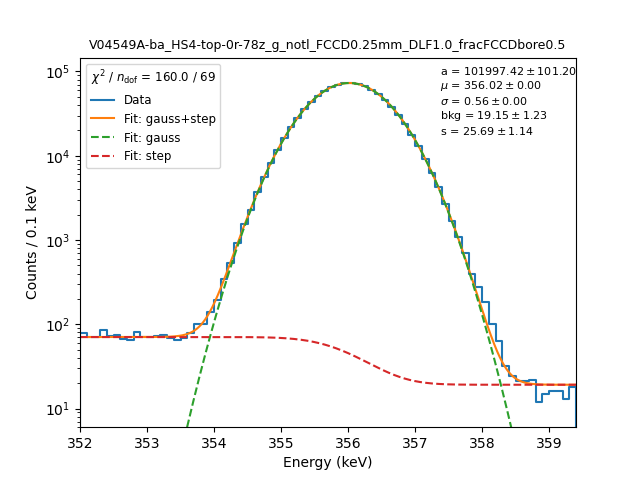 V04549A-ba_HS4-top-0r-78z_g_notl_FCCD0.25mm_DLF1.0_fracFCCDbore0.5
χ² / n_dof = 160.0 / 69
Data
Fit: gauss+step
Fit: gauss
Fit: step
a = 101997.42 ± 101.20
μ = 356.02 ± 0.00
σ = 0.56 ± 0.00
bkg = 19.15 ± 1.23
s = 25.69 ± 1.14
Counts / 0.1 keV
10⁵
10⁴
10³
10²
10¹
352 353 354 355 356 357 358 359
Energy (keV)